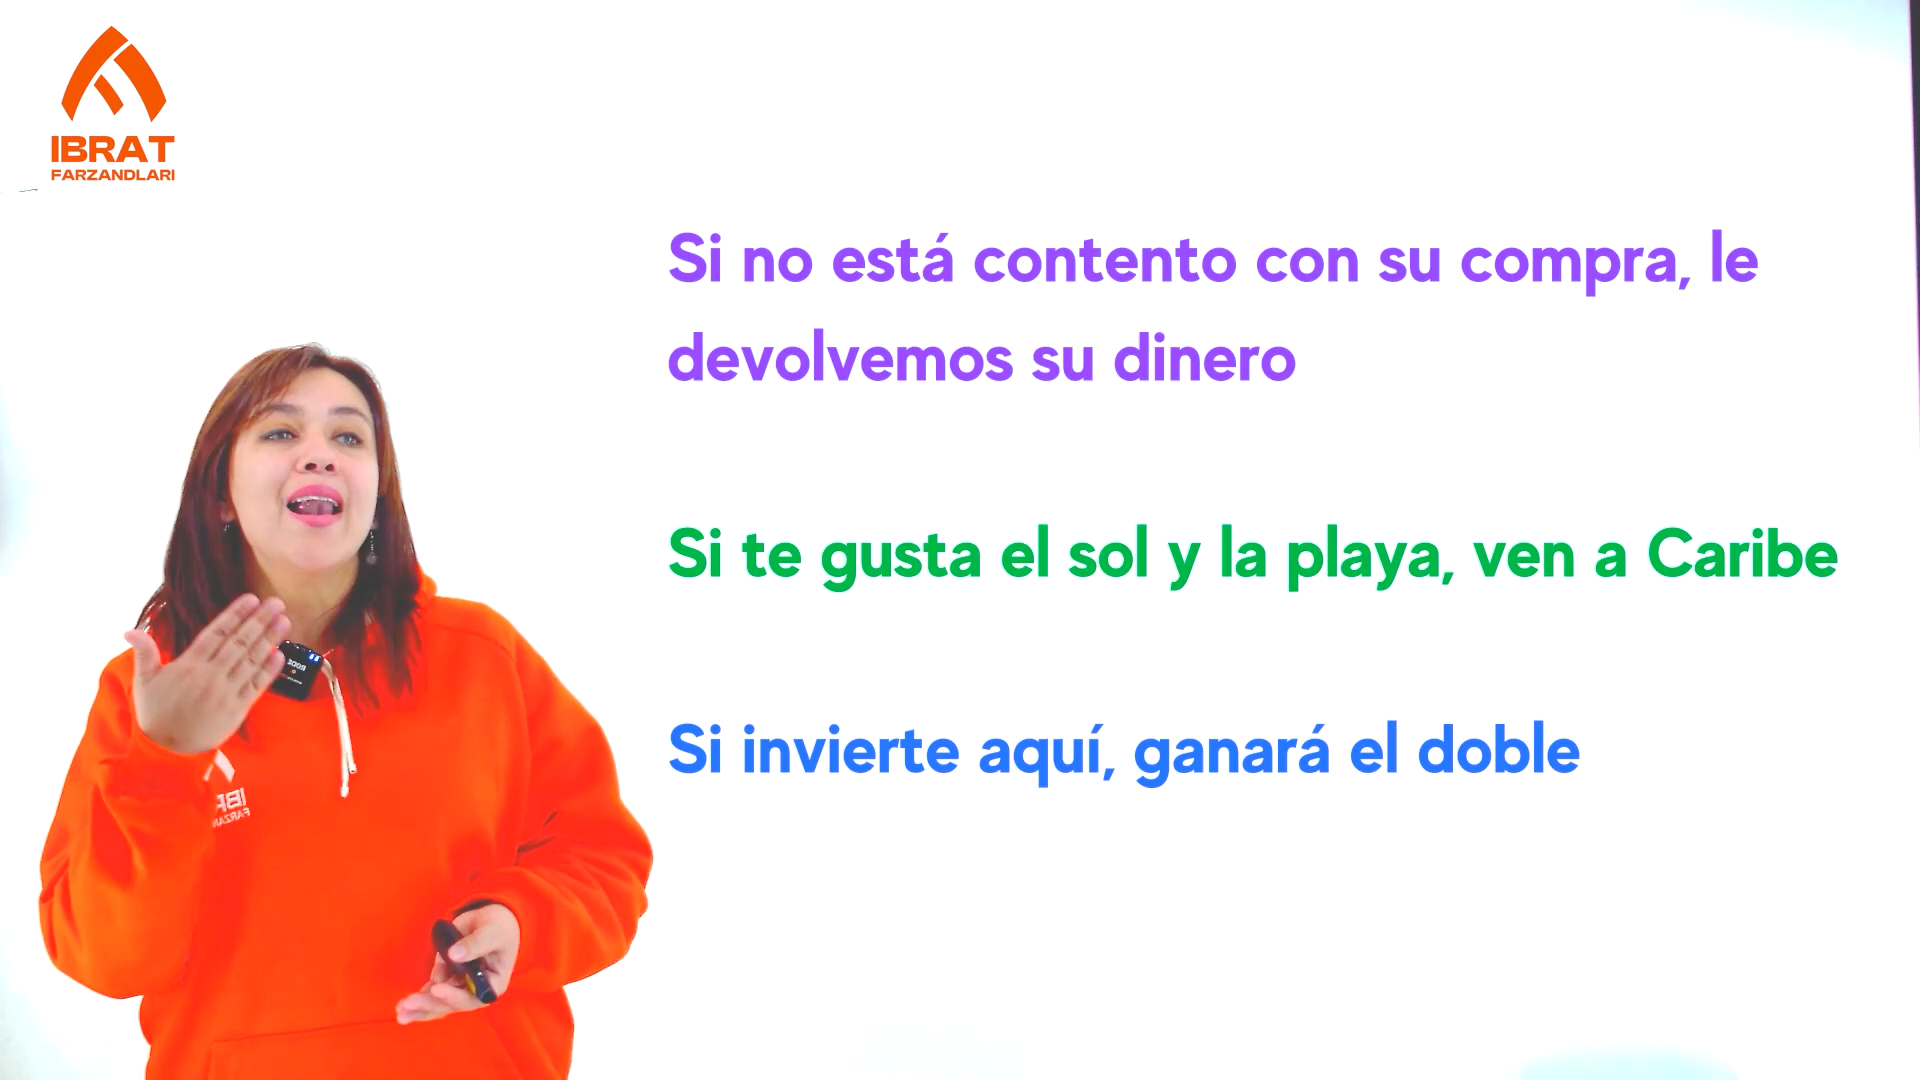 IBRAT
FARZANDLARI
Si no está contento con su compra, le
devolvemos su dinero
Si te gusta el sol y la playa, ven a Caribe
Si invierte aquí, ganará el doble